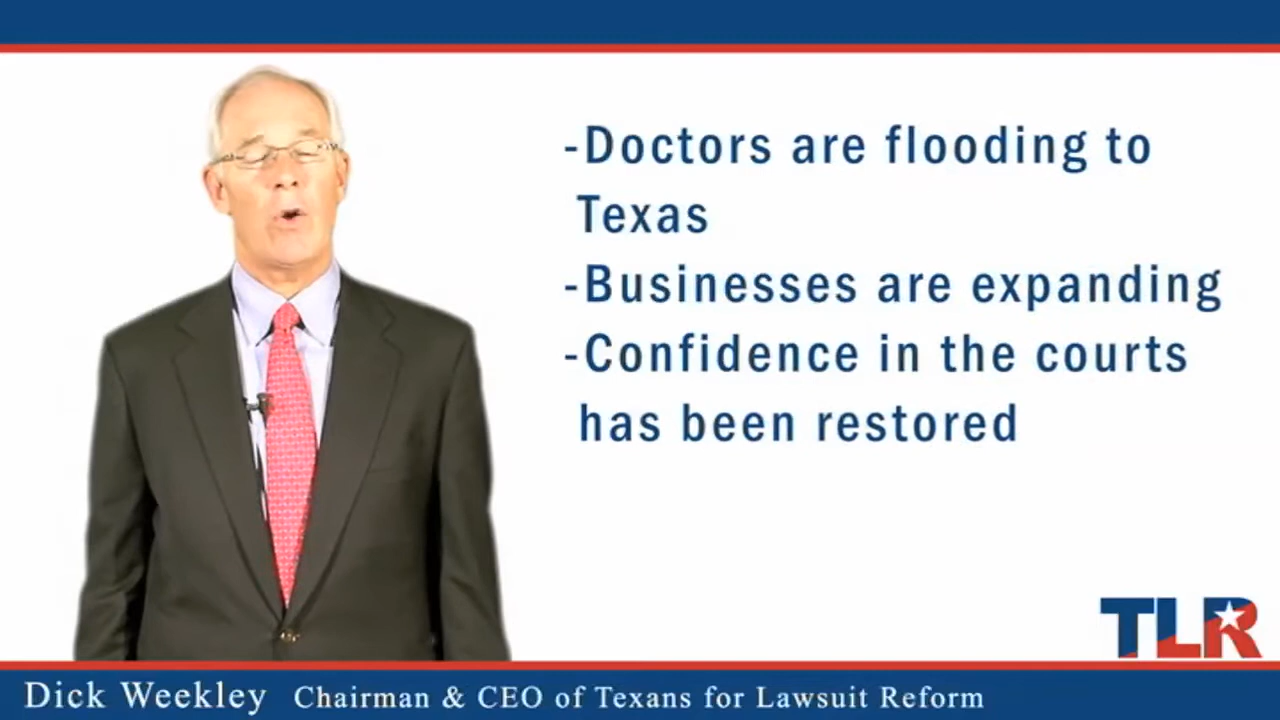 -Doctors are flooding to
Texas
-Businesses are expanding
-Confidence in the courts
has been restored
TLR
Dick Weekley Chairman & CEO of Texans for Lawsuit Reform